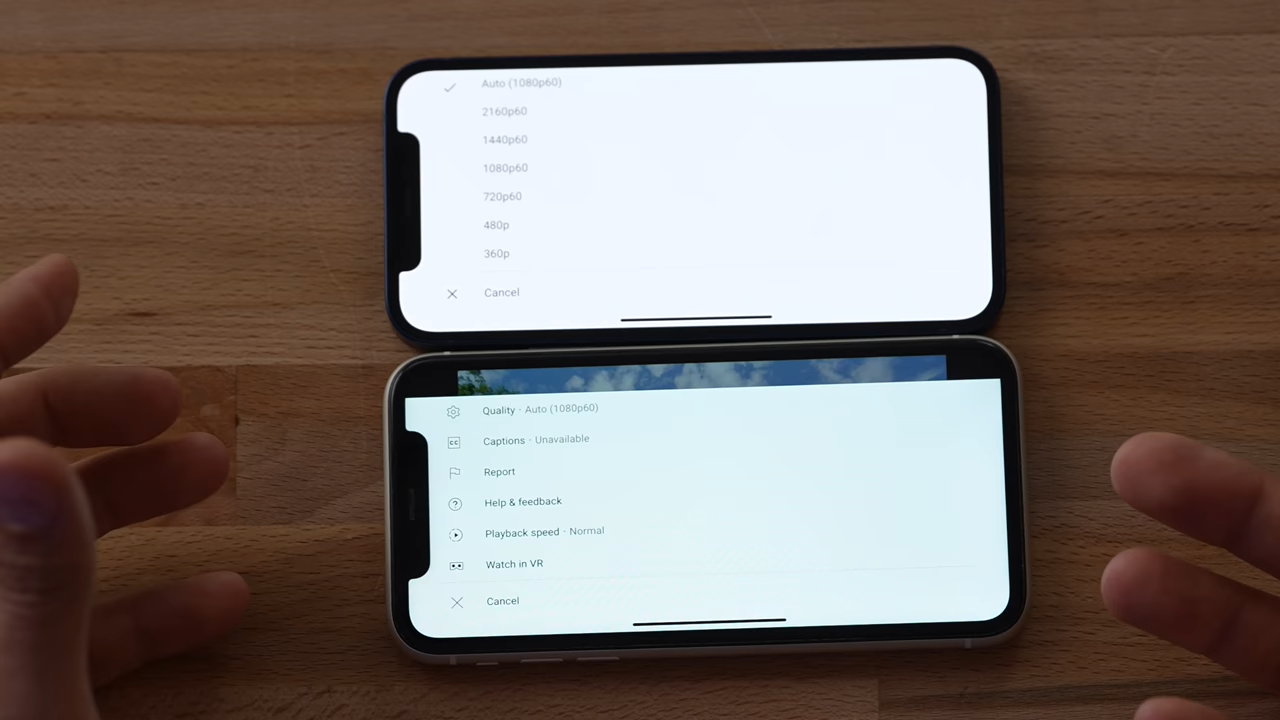 Auto (1080p60)
2160p60
1440p60
1080p60
720p60
480p
360p
Cancel
Quality · Auto (1080p60)
CC
Captions · Unavailable
Report
? Help & feedback
Playback speed · Normal
Watch in VR
Cancel